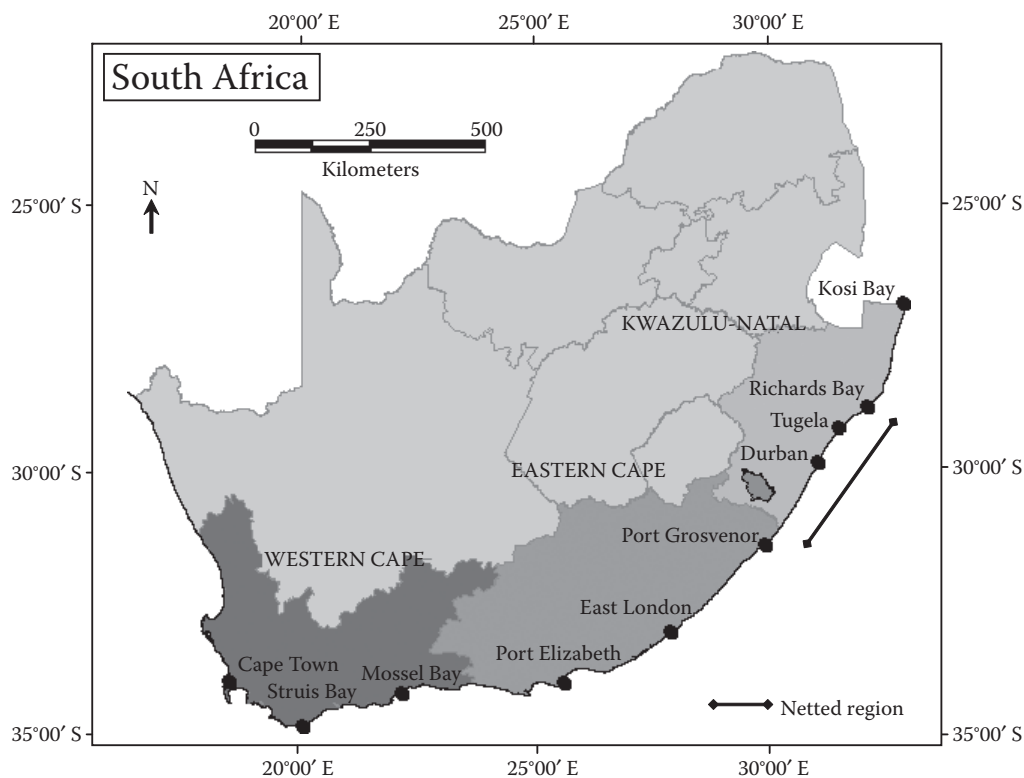 20°00′ E 25°00′ E 30°00′ E
South Africa
0 250 500
Kilometers
N
25°00′ S 25°00′ S
Kosi Bay
KWAZULU-NATAL
Richards Bay
Tugela
Durban
30°00′ S 30°00′ S
EASTERN CAPE
Port Grosvenor
WESTERN CAPE
East London
Port Elizabeth
Cape Town
Mossel Bay
Struis Bay
Netted region
35°00′ S 35°00′ S
20°00′ E 25°00′ E 30°00′ E